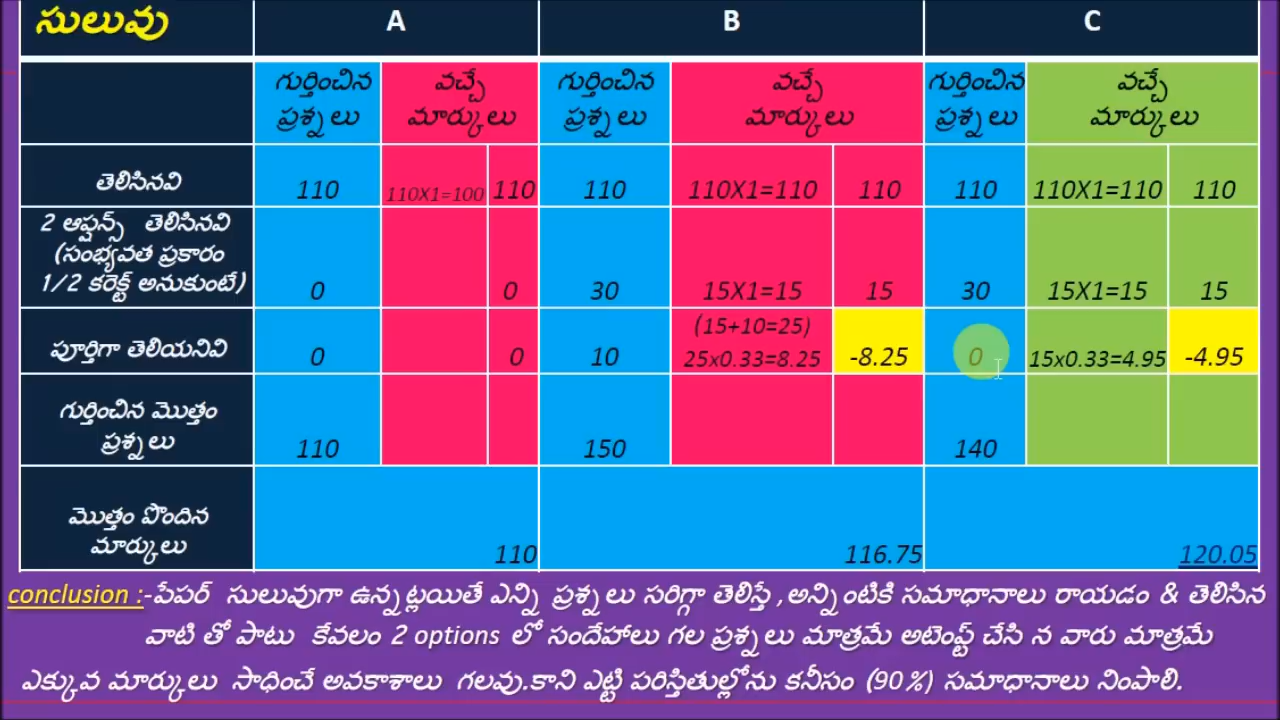 సులువు A B C
గుర్తించిన ప్రశ్నలు వచ్చే మార్కులు గుర్తించిన ప్రశ్నలు వచ్చే మార్కులు గుర్తించిన ప్రశ్నలు వచ్చే మార్కులు
తెలిసినవి 110 110X1=100 110 110 110X1=110 110 110 110X1=110 110
2 ఆప్షన్స్ తెలిసినవి
(సంభ్యవత ప్రకారం
1/2 కరెక్ట్ అనుకుంటే) 0 0 30 15X1=15 15 30 15X1=15 15
(15+10=25)
పూర్తిగా తెలియనివి 0 0 10 25x0.33=8.25 -8.25 0 15x0.33=4.95 -4.95
గుర్తించిన మొత్తం
ప్రశ్నలు 110 150 140
మొత్తం పొందిన
మార్కులు 110 116.75 120.05
conclusion :-పేపర్ సులువుగా ఉన్నట్లయితే ఎన్ని ప్రశ్నలు సరిగ్గా తెలిస్తే ,అన్నింటికి సమాధానాలు రాయడం & తెలిసిన
వాటి తో పాటు కేవలం 2 options లో సందేహాలు గల ప్రశ్నలు మాత్రమే అటెంప్ట్ చేసి న వారు మాత్రమే
ఎక్కువ మార్కులు సాధించే అవకాశాలు గలవు.కాని ఎట్టి పరిస్తితుల్లోను కనీసం (90%) సమాధానాలు నింపాలి.